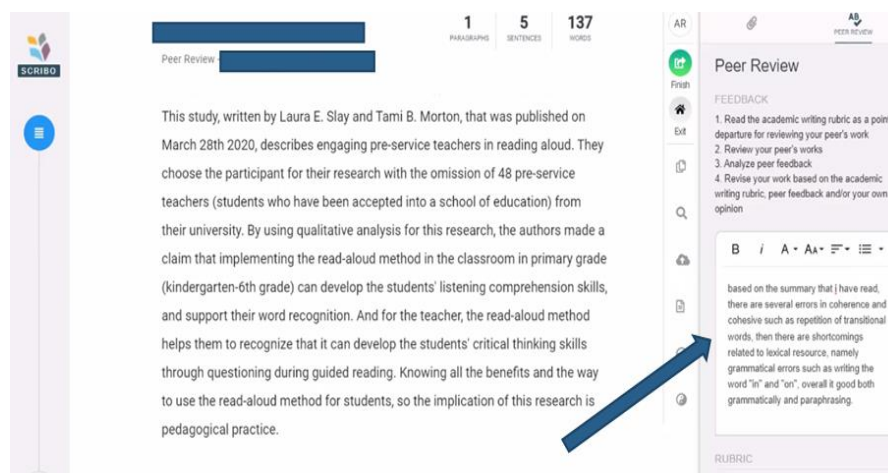 SCRIBO
Peer Review -
1 5 137
PARAGRAPHS SENTENCES WORDS
This study, written by Laura E. Slay and Tami B. Morton, that was published on
March 28th 2020, describes engaging pre-service teachers in reading aloud. They
choose the participant for their research with the omission of 48 pre-service
teachers (students who have been accepted into a school of education) from
their university. By using qualitative analysis for this research, the authors made a
claim that implementing the read-aloud method in the classroom in primary grade
(kindergarten-6th grade) can develop the students' listening comprehension skills,
and support their word recognition. And for the teacher, the read-aloud method
helps them to recognize that it can develop the students' critical thinking skills
through questioning during guided reading. Knowing all the benefits and the way
to use the read-aloud method for students, so the implication of this research is
pedagogical practice.
AR
Finish
Exit
AB
PEER REVIEW
Peer Review
FEEDBACK
1. Read the academic writing rubric as a poin
departure for reviewing your peer's work
2. Review your peer's works
3. Analyze peer feedback
4. Revise your work based on the academic
writing rubric, peer feedback and/or your own
opinion
B i A AA
based on the summary that j have read,
there are several errors in coherence and
cohesive such as repetition of transitional
words, then there are shortcomings
related to lexical resource, namely
grammatical errors such as writing the
word "in" and "on", overall it good both
grammatically and paraphrasing.
RUBRIC